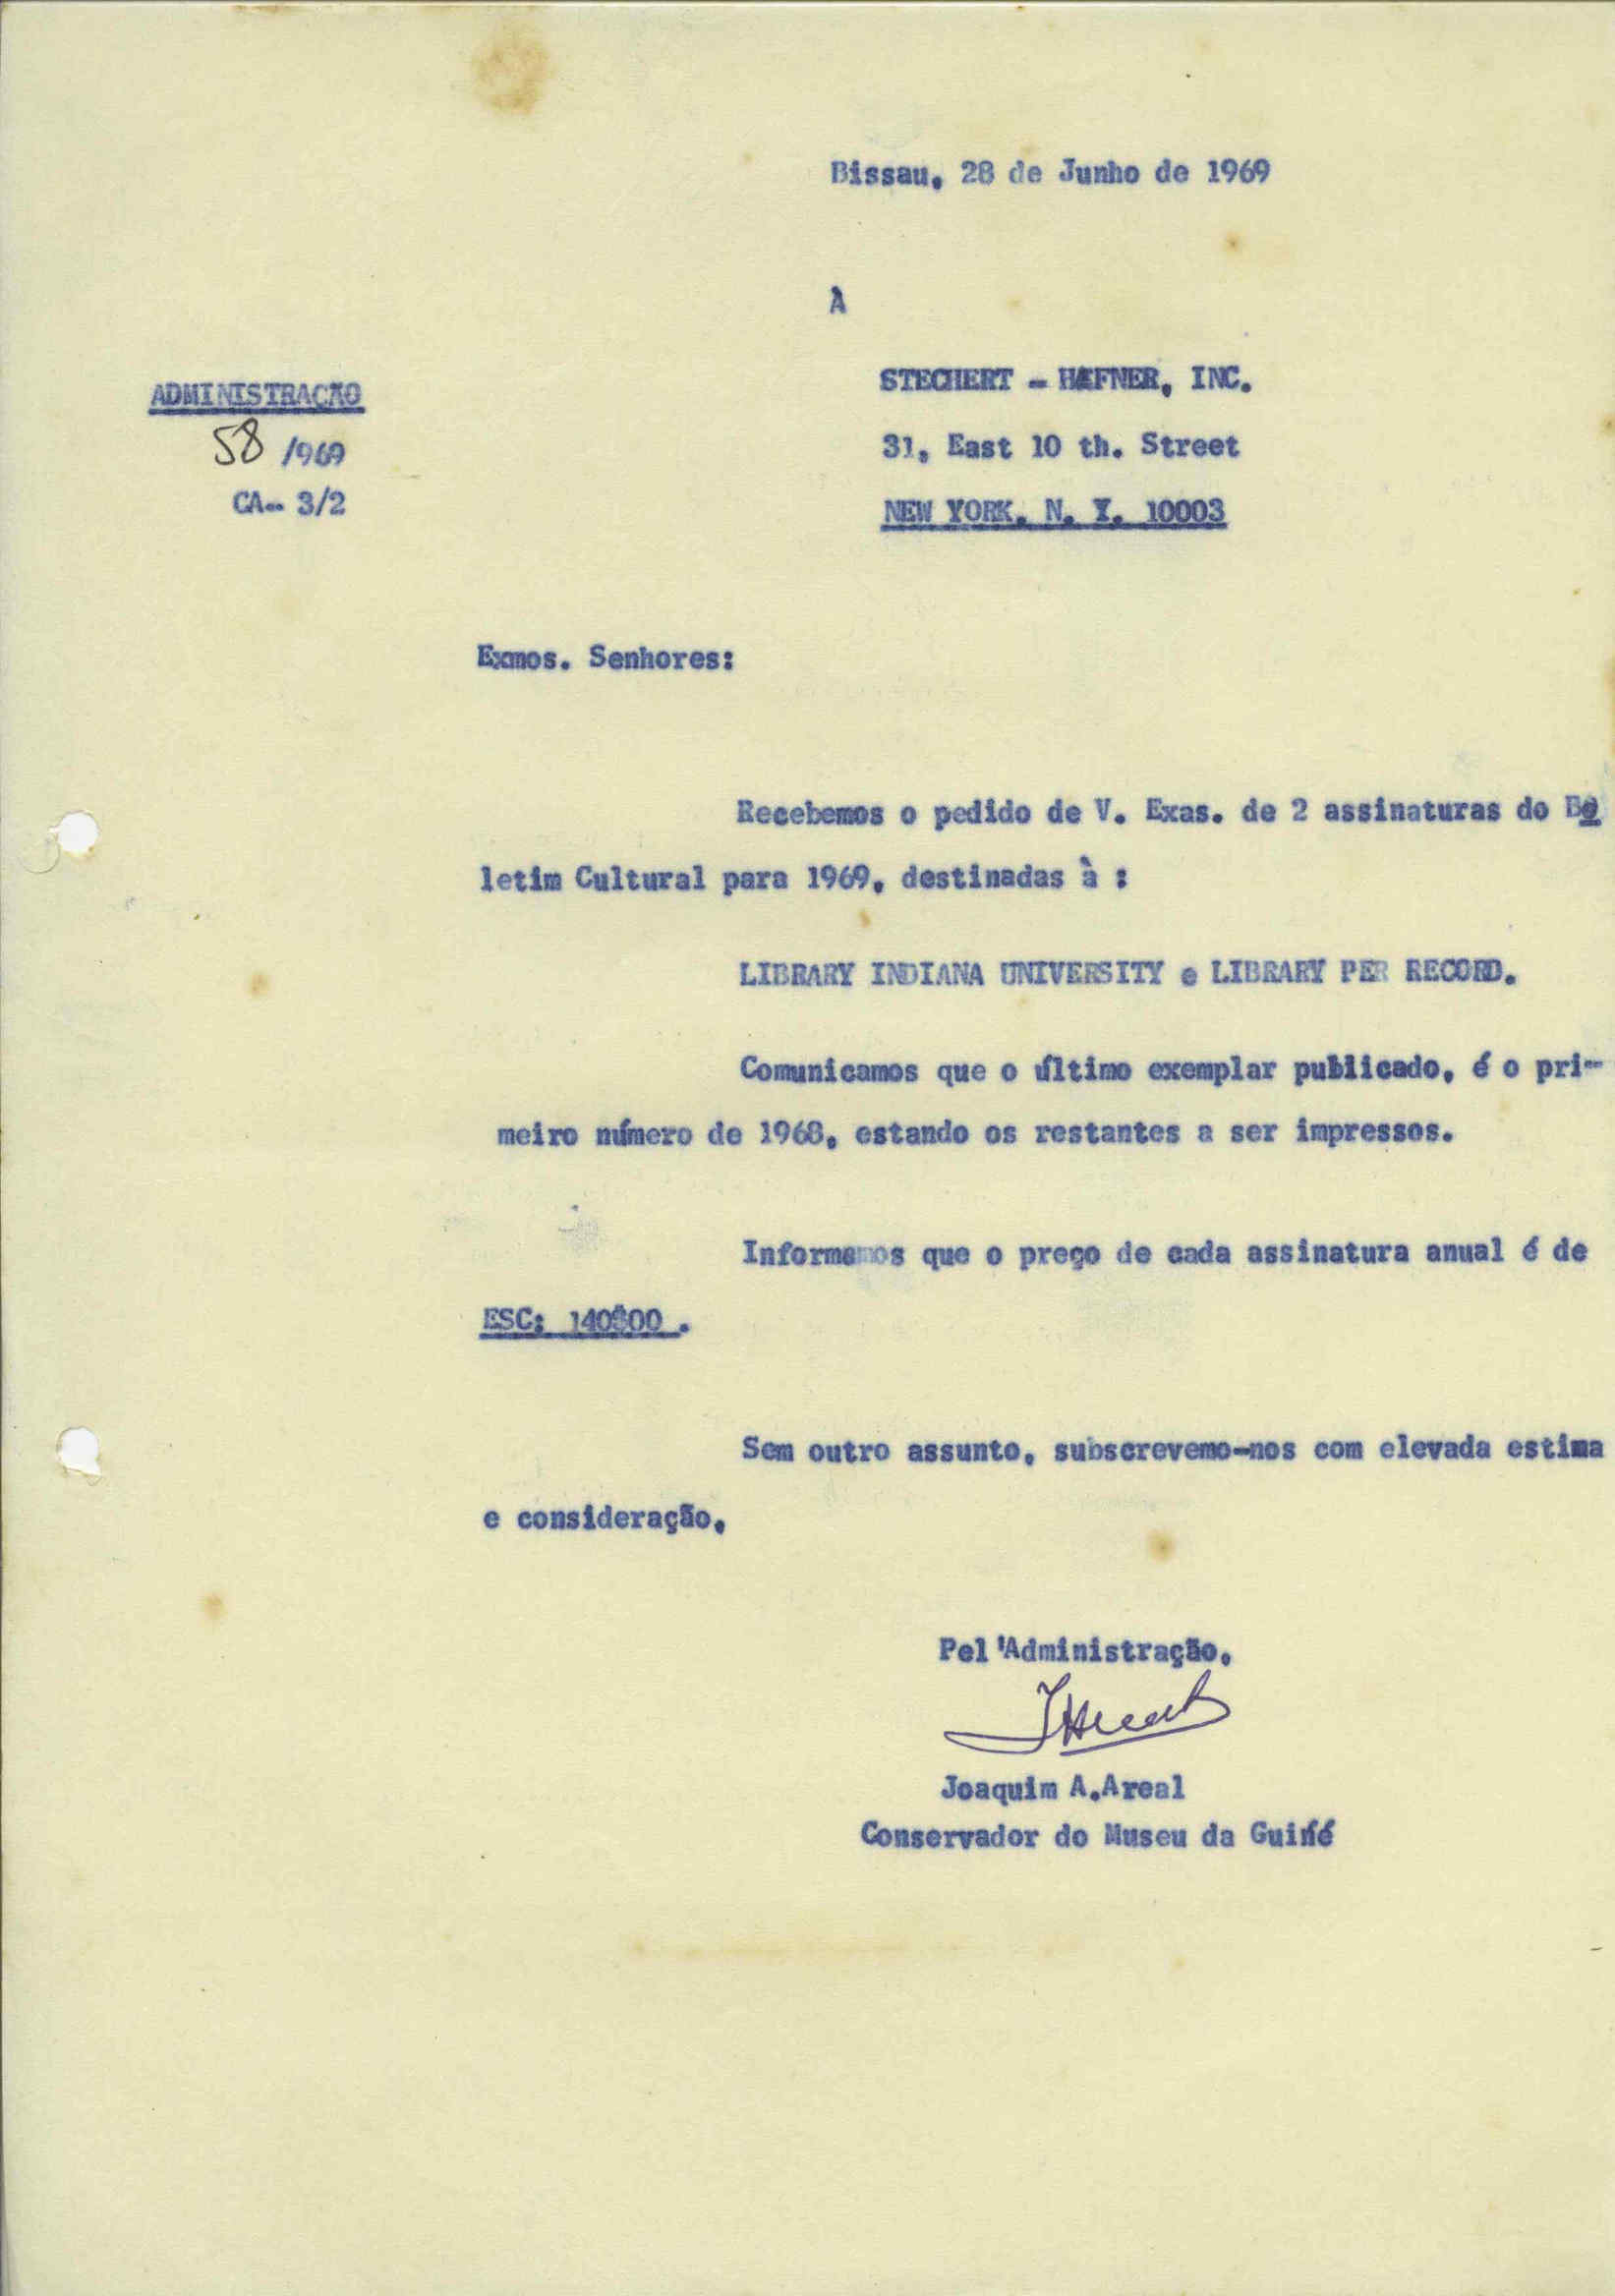 Bissau, 28 de Junho de 1969
À
STECHERT - HAFNER, INC.
ADMINISTRAÇÃO
31, East 10 th. Street
58 /969
CA- 3/2
NEW YORK, N. Y. 10003
Exmos. Senhores:
Recebemos o pedido de V. Exas. de 2 assinaturas do Bo
letim Cultural para 1969, destinadas à :
LIBRARY INDIANA UNIVERSITY e LIBRARY PER RECORD.
Comunicamos que o último exemplar publicado, é o pri-
meiro número de 1968, estando os restantes a ser impressos.
Informamos que o preço de cada assinatura anual é de
ESC: 140$00 .
Sem outro assunto, subscrevemo-nos com elevada estima
e consideração,
Pel'Administração,
Joaquim A.Areal
Conservador do Museu da Guiné